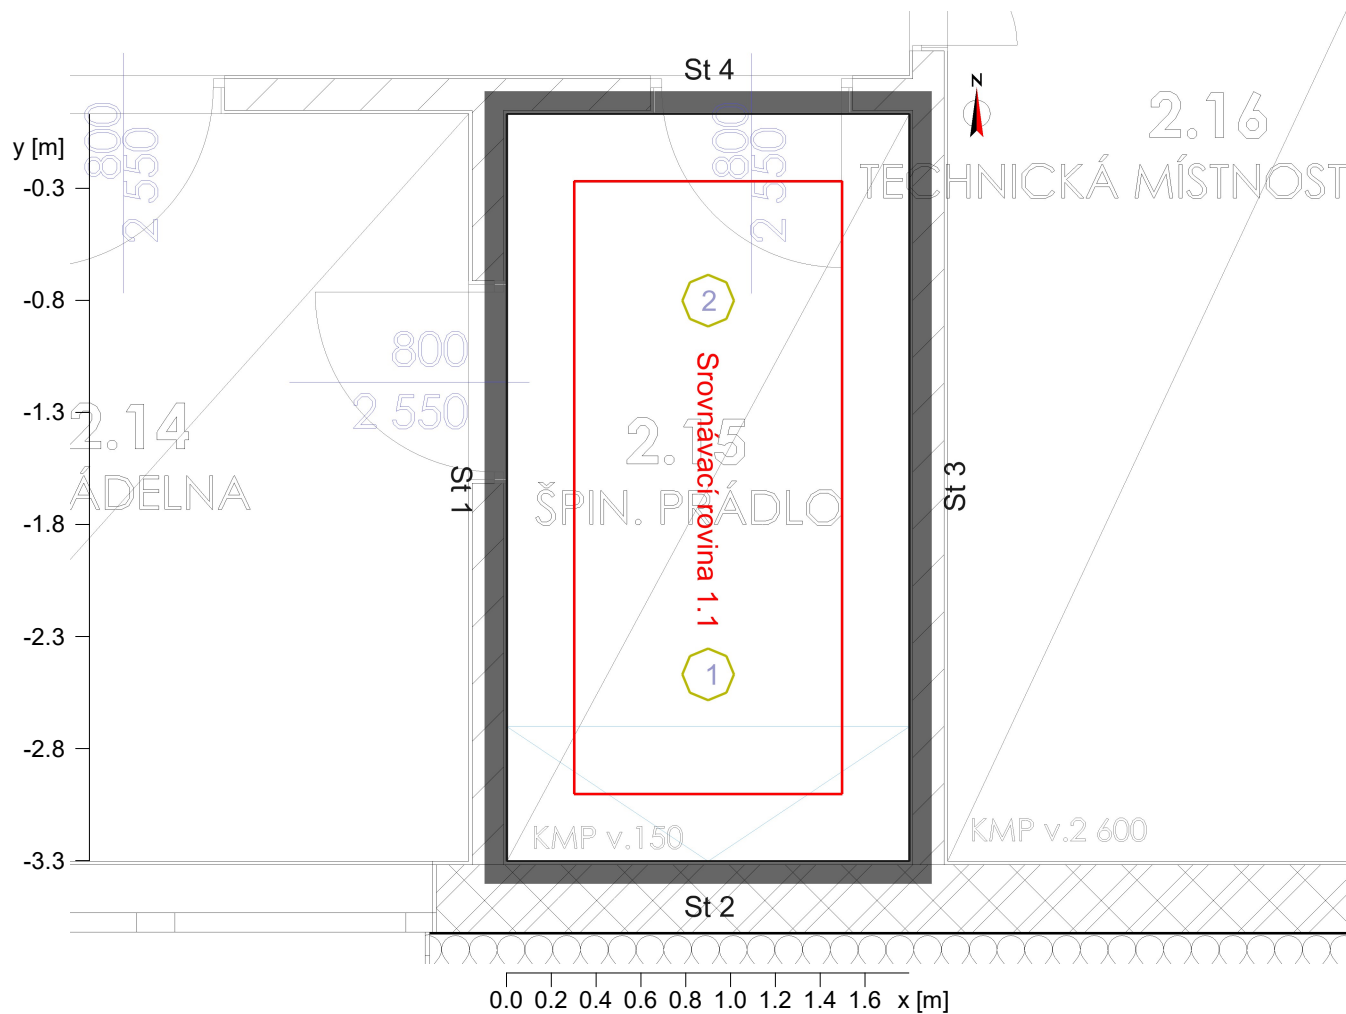 St 4
N
2.16
TECHNICKÁ MÍSTNOST
800
2 550
800
2 550
y [m]
-0.3
-0.8
-1.3
-1.8
-2.3
-2.8
-3.3
2
800
2 550
2.14
ÁDELNA
2.15
ŠPIN. PRÁDLO
Srovnávací rovina 1.1
St 1
St 3
1
KMP v.150
KMP v.2 600
St 2
0.0 0.2 0.4 0.6 0.8 1.0 1.2 1.4 1.6 x [m]